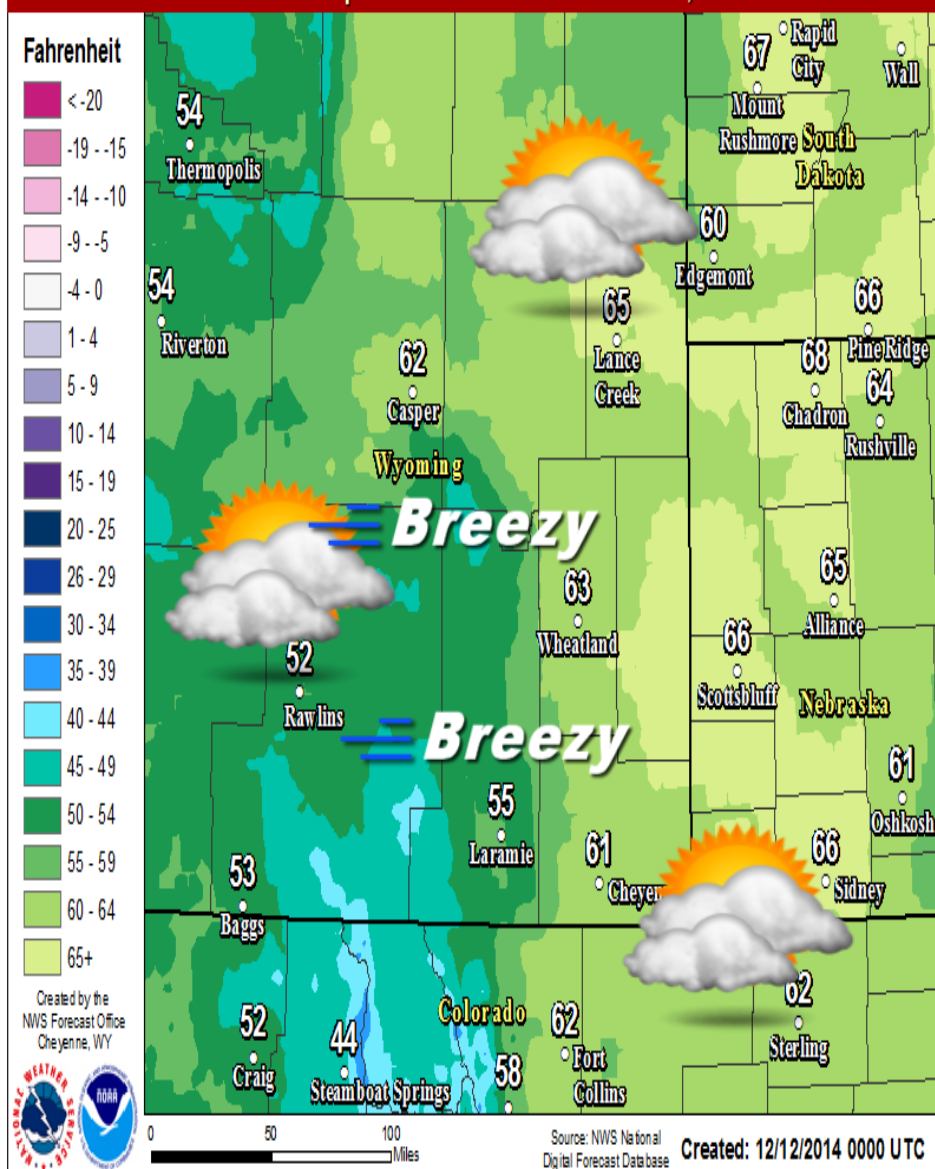 Fahrenheit
< -20
-19 - -15
-14 - -10
-9 - -5
-4 - 0
1 - 4
5 - 9
10 - 14
15 - 19
20 - 25
26 - 29
30 - 34
35 - 39
40 - 44
45 - 49
50 - 54
55 - 59
60 - 64
65+
Created by the
NWS Forecast Office
Cheyenne, WY
NATIONAL WEATHER SERVICE
NOAA
Rapid
City
Wall
67
Mount
Rushmore
South
Dakota
54
Thermopolis
60
Edgemont
54
Riverton
65
Lance
Creek
66
Pine Ridge
62
Casper
68
Chadron
64
Rushville
Wyoming
Breezy
63
Wheatland
65
Alliance
52
Rawlins
66
Scottsbluff
Nebraska
Breezy
61
Oshkosh
55
Laramie
61
Cheyen
66
Sidney
53
Baggs
Colorado
52
Craig
44
Steamboat Springs
58
62
Fort
Collins
62
Sterling
0 50 100
Miles
Source: NWS National
Digital Forecast Database
Created: 12/12/2014 0000 UTC